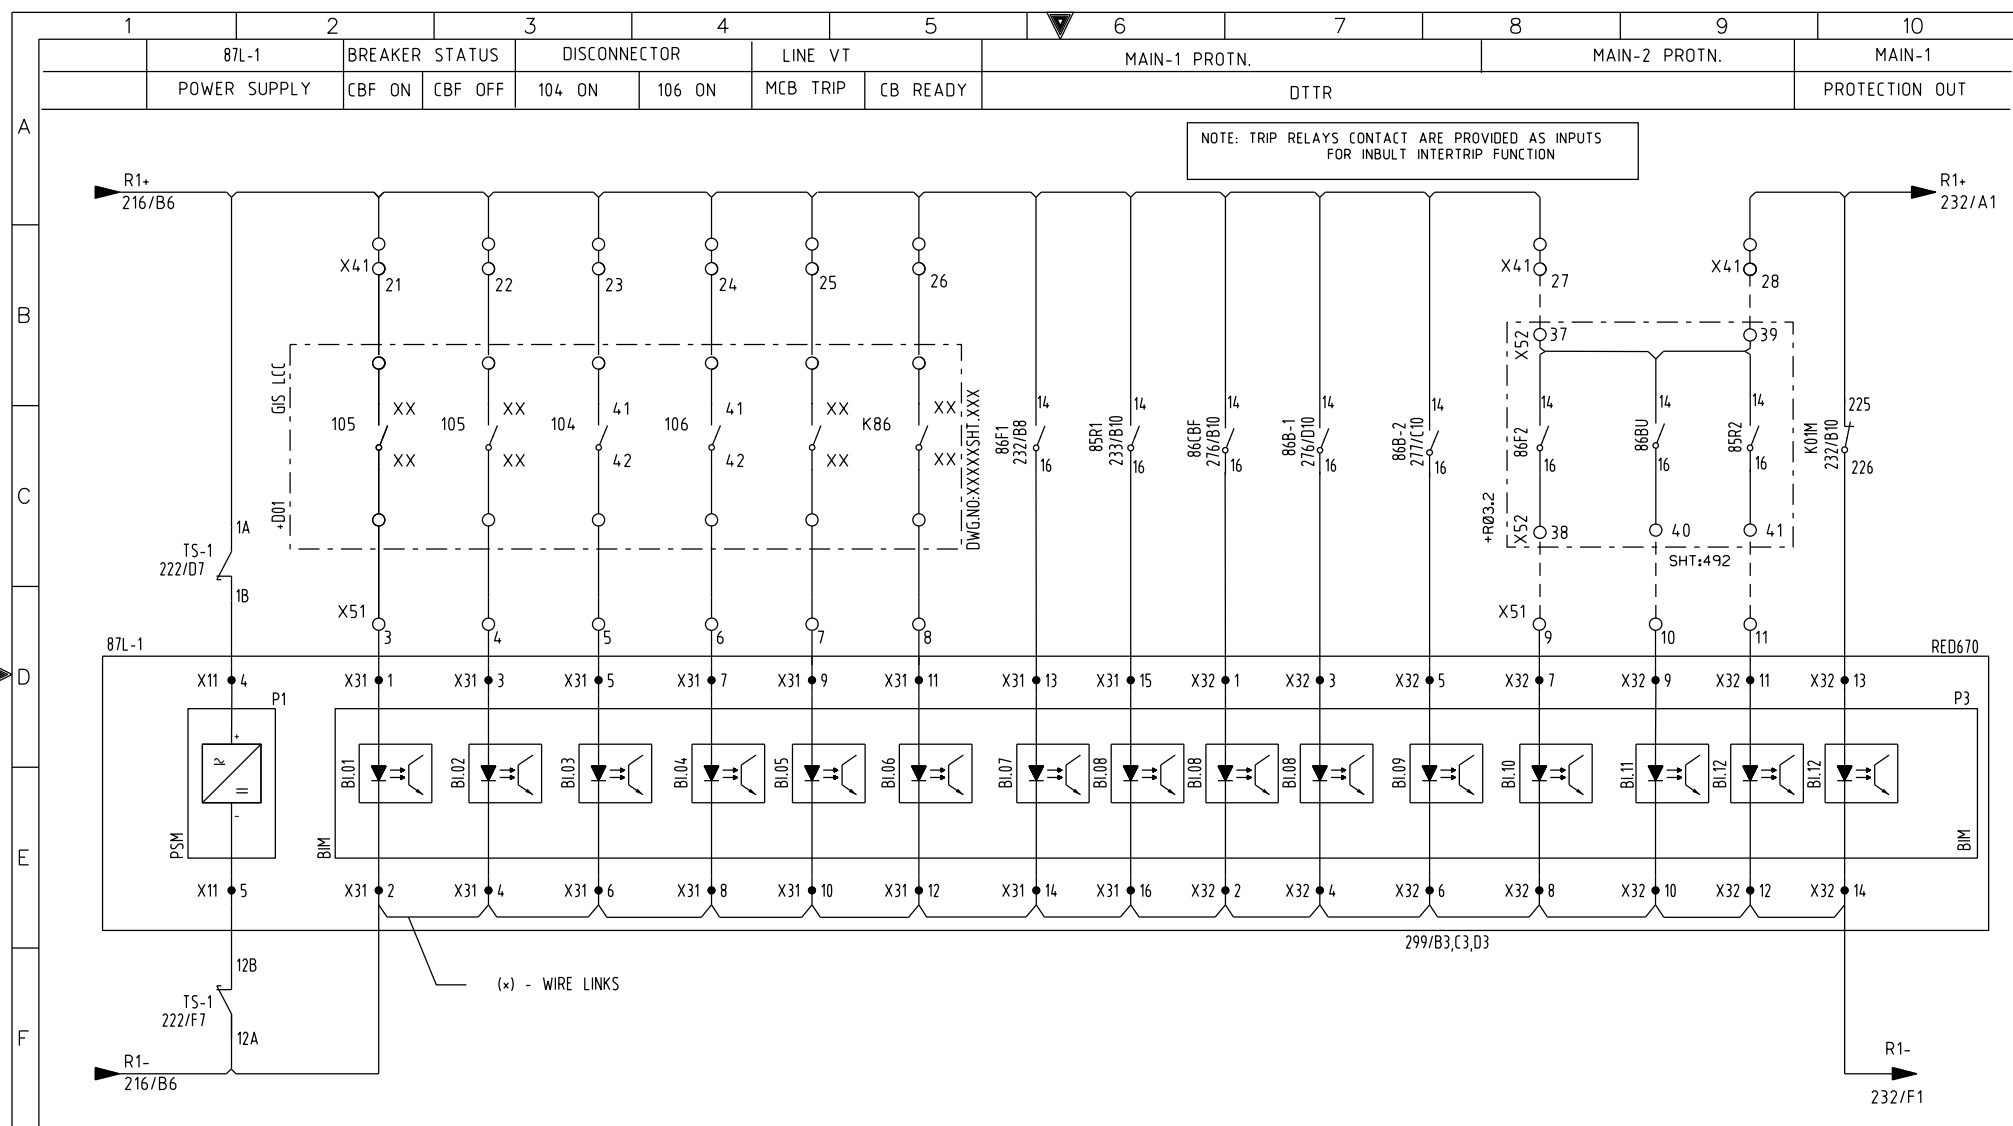 1 2 3 4 5 6 7 8 9 10
87L-1 BREAKER STATUS DISCONNECTOR LINE VT MAIN-1 PROTN. MAIN-2 PROTN. MAIN-1
POWER SUPPLY CBF ON CBF OFF 104 ON 106 ON MCB TRIP CB READY DTTR PROTECTION OUT
A
NOTE: TRIP RELAYS CONTACT ARE PROVIDED AS INPUTS
FOR INBULT INTERTRIP FUNCTION
R1+ R1+
216/B6 232/A1
X41 X41 X41
21 22 23 24 25 26 27 28
B
X52 37 39
GIS LCC
14 14 14 14 14 14 14 14 225
XX XX 41 41 XX XX
105 105 104 106 K86
XX XX 42 42 XX XX
86F1 232/B8
85R1 233/B10
86CBF 276/B10
86B-1 276/D10
86B-2 277/C10
86F2
86BU
85R2
K01M 232/B10
16 16 16 16 16 16 16 16 226
C
+D01
DWG.NO:XXXXXSHT.XXX
+RØ3.2
X52 38 40 41
SHT:492
1A
TS-1
222/D7
1B
X51 X51
3 4 5 6 7 8 9 10 11
87L-1 RED670
D
X11 4 X31 1 X31 3 X31 5 X31 7 X31 9 X31 11 X31 13 X31 15 X32 1 X32 3 X32 5 X32 7 X32 9 X32 11 X32 13
P1 P3
+
BI.01 BI.02 BI.03 BI.04 BI.05 BI.06 BI.07 BI.08 BI.08 BI.08 BI.09 BI.10 BI.11 BI.12 BI.12
-
PSM BIM BIM
E
X11 5 X31 2 X31 4 X31 6 X31 8 X31 10 X31 12 X31 14 X31 16 X32 2 X32 4 X32 6 X32 8 X32 10 X32 12 X32 14
299/B3,C3,D3
12B
(×) - WIRE LINKS
TS-1
222/F7
12A
F
R1- R1-
216/B6 232/F1